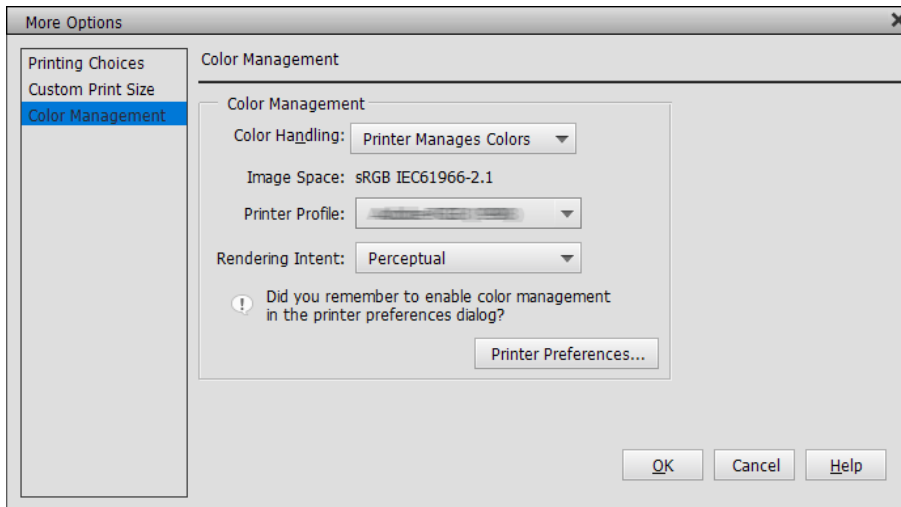 More Options
Printing Choices
Custom Print Size
Color Management
Color Management
Color Management
Color Handling: Printer Manages Colors
Image Space: sRGB IEC61966-2.1
Printer Profile:
Rendering Intent: Perceptual
Did you remember to enable color management
in the printer preferences dialog?
Printer Preferences...
OK Cancel Help